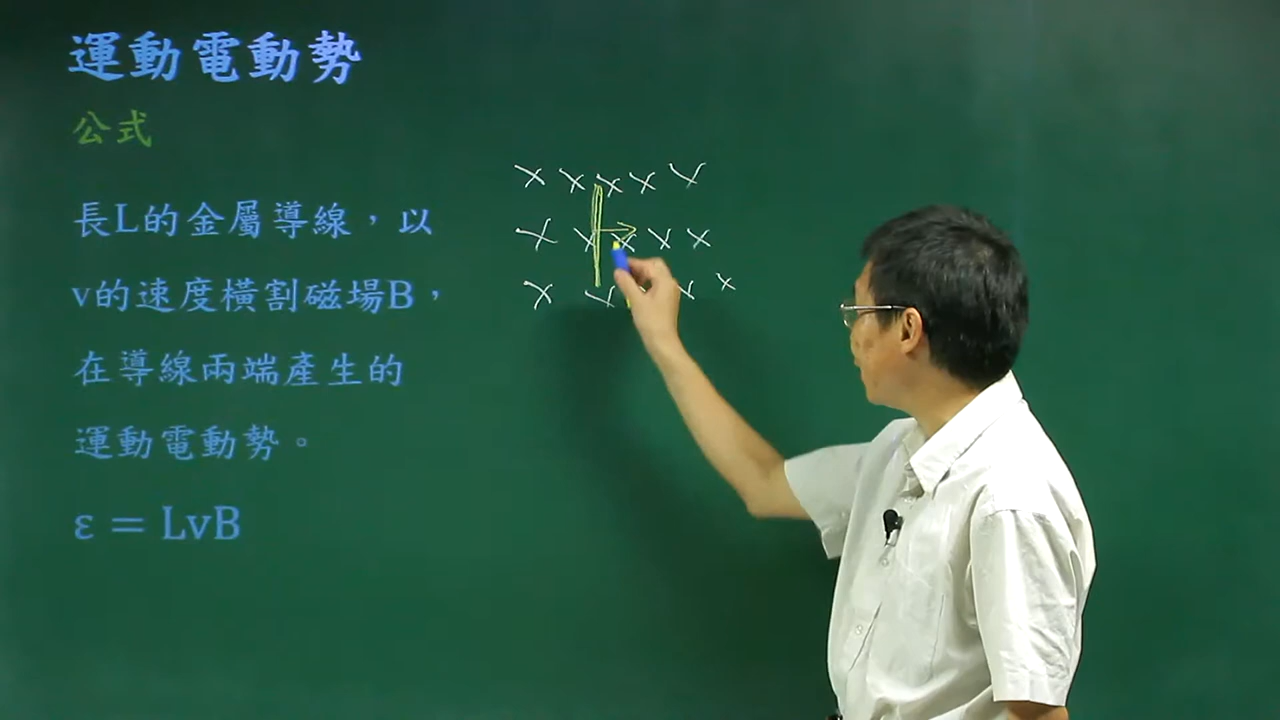 運動電動勢
公式
長L的金屬導線，以
v的速度橫割磁場B，
在導線兩端產生的
運動電動勢。
ε = LvB